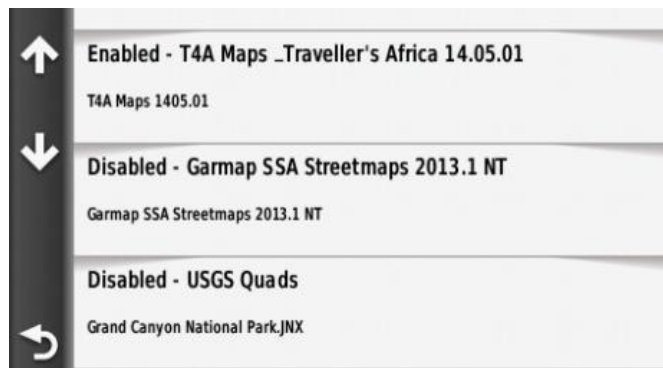 Enabled - T4A Maps _Traveller's Africa 14.05.01
T4A Maps 1405.01
Disabled - Garmap SSA Streetmaps 2013.1 NT
Garmap SSA Streetmaps 2013.1 NT
Disabled - USGS Quads
Grand Canyon National Park.JNX